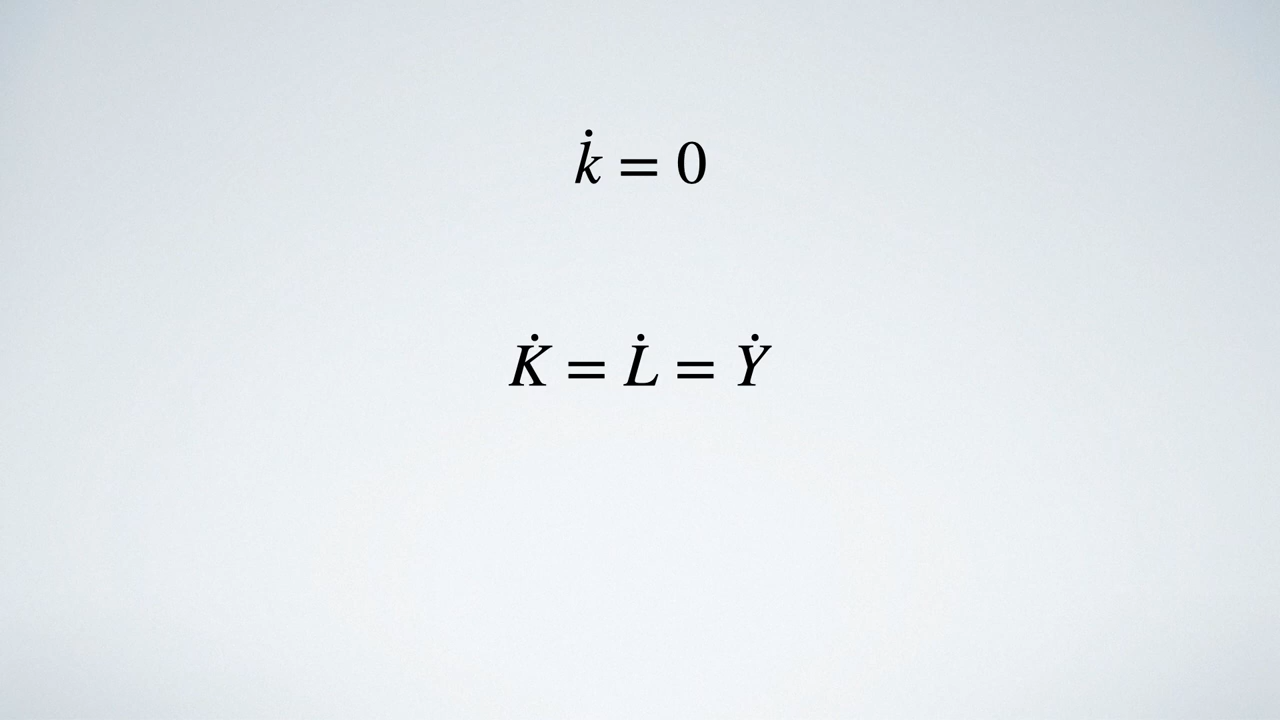 k̇ = 0
K̇ = L̇ = Ẏ